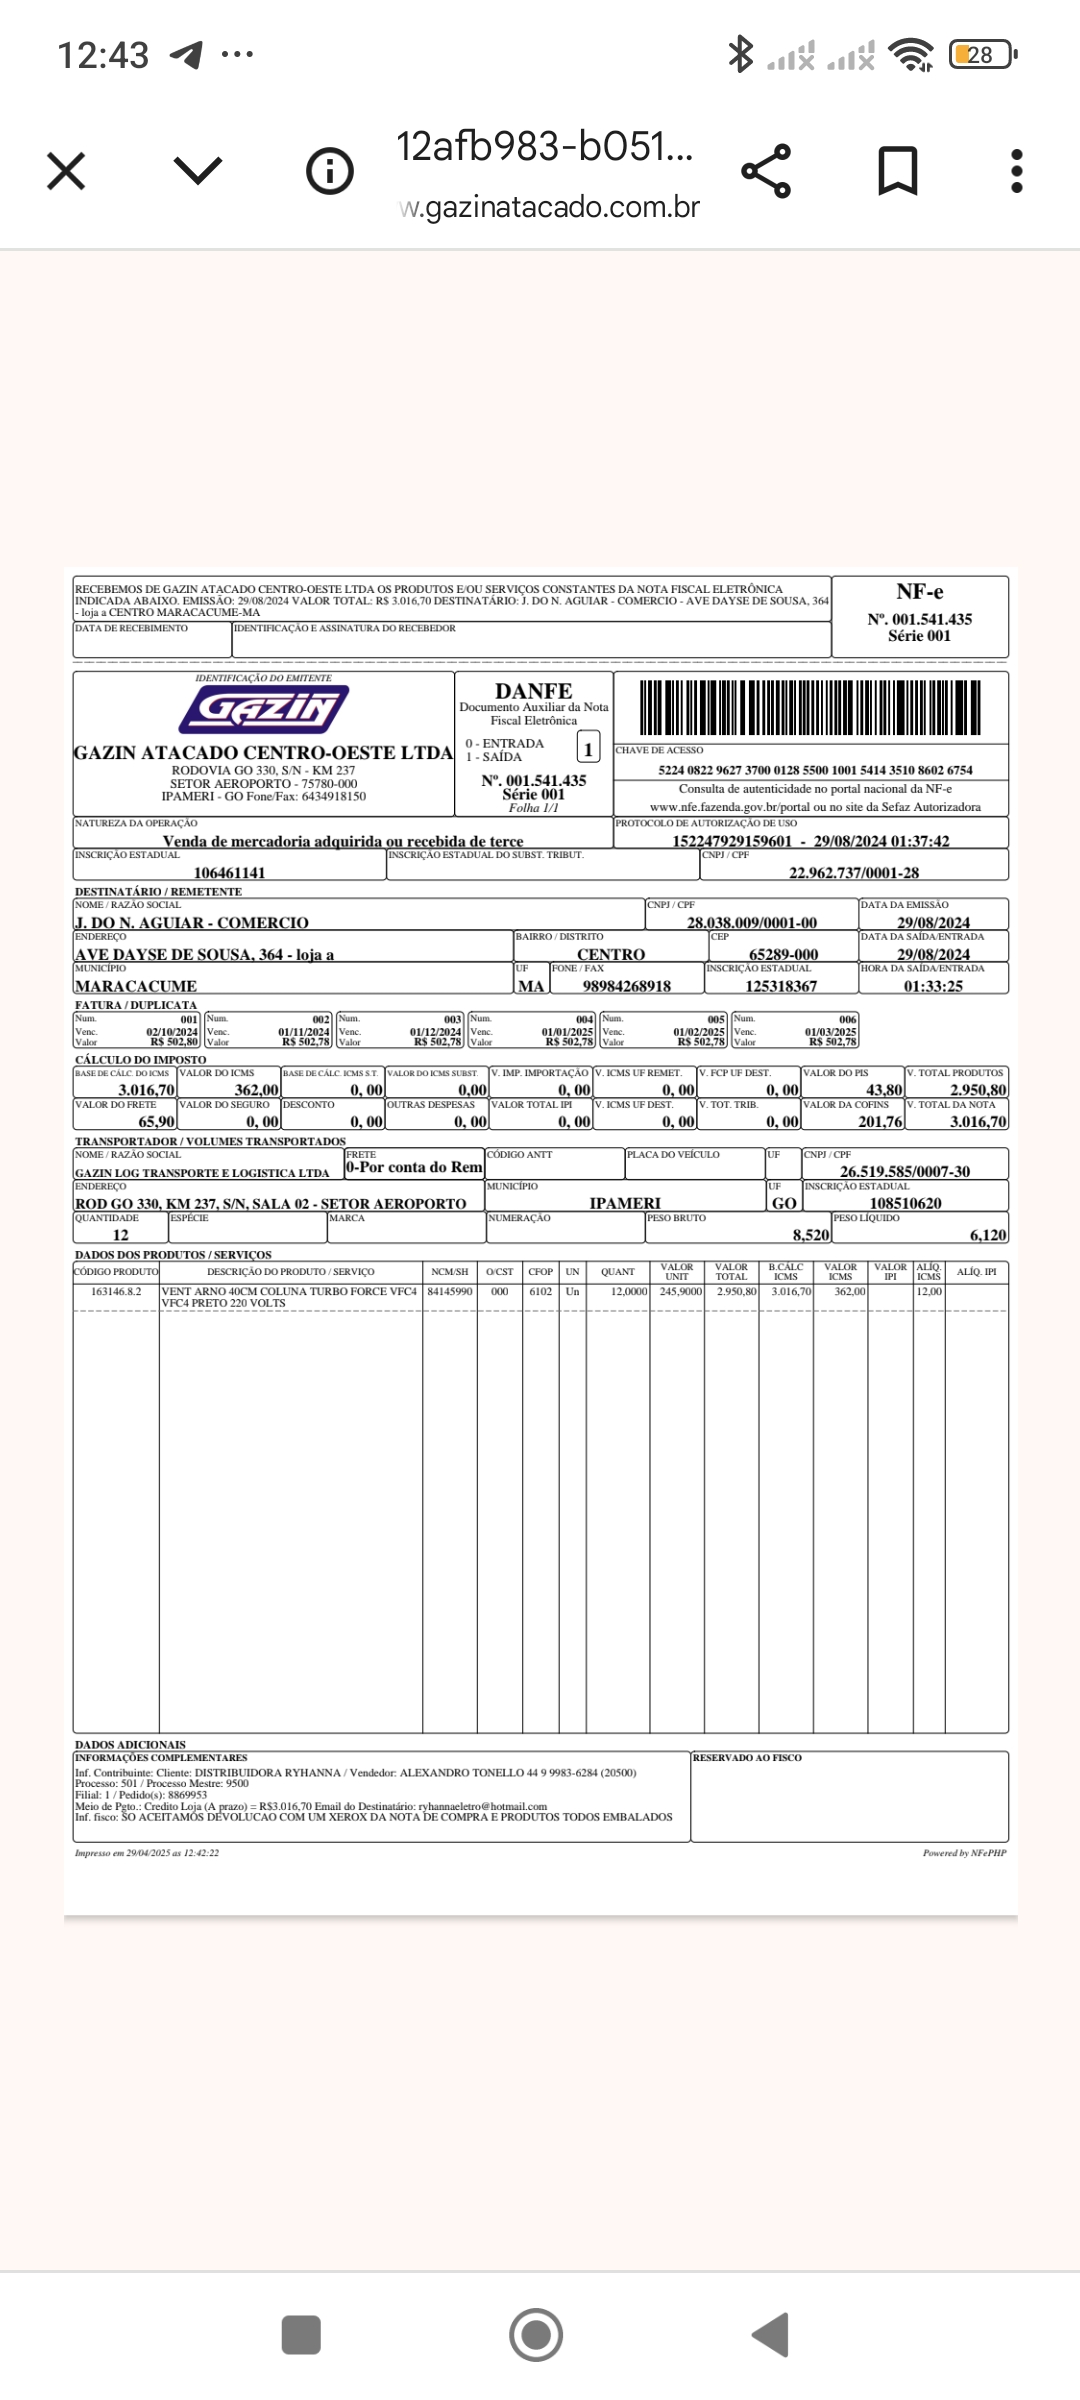 12:43
28
12afb983-b051...
w.gazinatacado.com.br
RECEBEMOS DE GAZIN ATACADO CENTRO-OESTE LTDA OS PRODUTOS E/OU SERVIÇOS CONSTANTES DA NOTA FISCAL ELETRÔNICA
INDICADA ABAIXO. EMISSÃO: 29/08/2024 VALOR TOTAL: R$ 3.016,70 DESTINATÁRIO: J. DO N. AGUIAR - COMERCIO - AVE DAYSE DE SOUSA, 364
- loja a CENTRO MARACACUME-MA
DATA DE RECEBIMENTO IDENTIFICAÇÃO E ASSINATURA DO RECEBEDOR
NF-e
Nº. 001.541.435
Série 001
IDENTIFICAÇÃO DO EMITENTE
GAZIN
GAZIN ATACADO CENTRO-OESTE LTDA
RODOVIA GO 330, S/N - KM 237
SETOR AEROPORTO - 75780-000
IPAMERI - GO Fone/Fax: 6434918150
DANFE
Documento Auxiliar da Nota
Fiscal Eletrônica
0 - ENTRADA
1 - SAÍDA
1
Nº. 001.541.435
Série 001
Folha 1/1
CHAVE DE ACESSO
5224 0822 9627 3700 0128 5500 1001 5414 3510 8602 6754
Consulta de autenticidade no portal nacional da NF-e
www.nfe.fazenda.gov.br/portal ou no site da Sefaz Autorizadora
NATUREZA DA OPERAÇÃO PROTOCOLO DE AUTORIZAÇÃO DE USO
Venda de mercadoria adquirida ou recebida de terce 152247929159601 - 29/08/2024 01:37:42
INSCRIÇÃO ESTADUAL INSCRIÇÃO ESTADUAL DO SUBST. TRIBUT. CNPJ / CPF
106461141 22.962.737/0001-28
DESTINATÁRIO / REMETENTE
NOME / RAZÃO SOCIAL CNPJ / CPF DATA DA EMISSÃO
J. DO N. AGUIAR - COMERCIO 28.038.009/0001-00 29/08/2024
ENDEREÇO BAIRRO / DISTRITO CEP DATA DA SAÍDA/ENTRADA
AVE DAYSE DE SOUSA, 364 - loja a CENTRO 65289-000 29/08/2024
MUNICÍPIO UF FONE / FAX INSCRIÇÃO ESTADUAL HORA DA SAÍDA/ENTRADA
MARACACUME MA 98984268918 125318367 01:33:25
FATURA / DUPLICATA
Num. 001 Num. 002 Num. 003 Num. 004 Num. 005 Num. 006
Venc. 02/10/2024 Venc. 01/11/2024 Venc. 01/12/2024 Venc. 01/01/2025 Venc. 01/02/2025 Venc. 01/03/2025
Valor R$ 502,80 Valor R$ 502,78 Valor R$ 502,78 Valor R$ 502,78 Valor R$ 502,78 Valor R$ 502,78
CÁLCULO DO IMPOSTO
BASE DE CÁLC. DO ICMS VALOR DO ICMS BASE DE CÁLC. ICMS S.T. VALOR DO ICMS SUBST. V. IMP. IMPORTAÇÃO V. ICMS UF REMET. V. FCP UF DEST. VALOR DO PIS V. TOTAL PRODUTOS
3.016,70 362,00 0, 00 0,00 0, 00 0, 00 0, 00 43,80 2.950,80
VALOR DO FRETE VALOR DO SEGURO DESCONTO OUTRAS DESPESAS VALOR TOTAL IPI V. ICMS UF DEST. V. TOT. TRIB. VALOR DA COFINS V. TOTAL DA NOTA
65,90 0, 00 0, 00 0, 00 0, 00 0, 00 0, 00 201,76 3.016,70
TRANSPORTADOR / VOLUMES TRANSPORTADOS
NOME / RAZÃO SOCIAL FRETE CÓDIGO ANTT PLACA DO VEÍCULO UF CNPJ / CPF
GAZIN LOG TRANSPORTE E LOGISTICA LTDA 0-Por conta do Rem 26.519.585/0007-30
ENDEREÇO MUNICÍPIO UF INSCRIÇÃO ESTADUAL
ROD GO 330, KM 237, S/N, SALA 02 - SETOR AEROPORTO IPAMERI GO 108510620
QUANTIDADE ESPÉCIE MARCA NUMERAÇÃO PESO BRUTO PESO LÍQUIDO
12 8,520 6,120
DADOS DOS PRODUTOS / SERVIÇOS
CÓDIGO PRODUTO DESCRIÇÃO DO PRODUTO / SERVIÇO NCM/SH O/CST CFOP UN QUANT VALOR UNIT VALOR TOTAL B.CÁLC ICMS VALOR ICMS VALOR IPI ALÍQ. ICMS ALÍQ. IPI
163146.8.2 VENT ARNO 40CM COLUNA TURBO FORCE VFC4 84145990 000 6102 Un 12,0000 245,9000 2.950,80 3.016,70 362,00 12,00
VFC4 PRETO 220 VOLTS
DADOS ADICIONAIS
INFORMAÇÕES COMPLEMENTARES RESERVADO AO FISCO
Inf. Contribuinte: Cliente: DISTRIBUIDORA RYHANNA / Vendedor: ALEXANDRO TONELLO 44 9 9983-6284 (20500)
Processo: 501 / Processo Mestre: 9500
Filial: 1 / Pedido(s): 8869953
Meio de Pgto.: Credito Loja (A prazo) = R$3.016,70 Email do Destinatário: ryhannaeletro@hotmail.com
Inf. fisco: SO ACEITAMOS DEVOLUCAO COM UM XEROX DA NOTA DE COMPRA E PRODUTOS TODOS EMBALADOS
Impresso em 29/04/2025 as 12:42:22 Powered by NFePHP